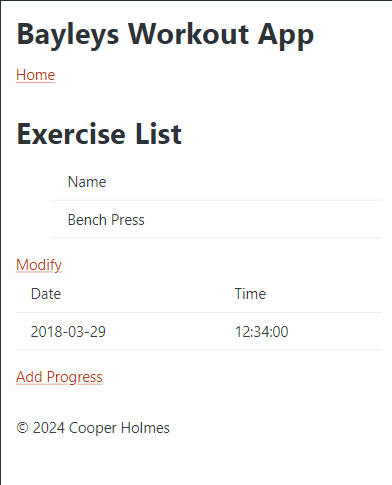 Bayleys Workout App
Home
Exercise List
Name
Bench Press
Modify
Date Time
2018-03-29 12:34:00
Add Progress
© 2024 Cooper Holmes